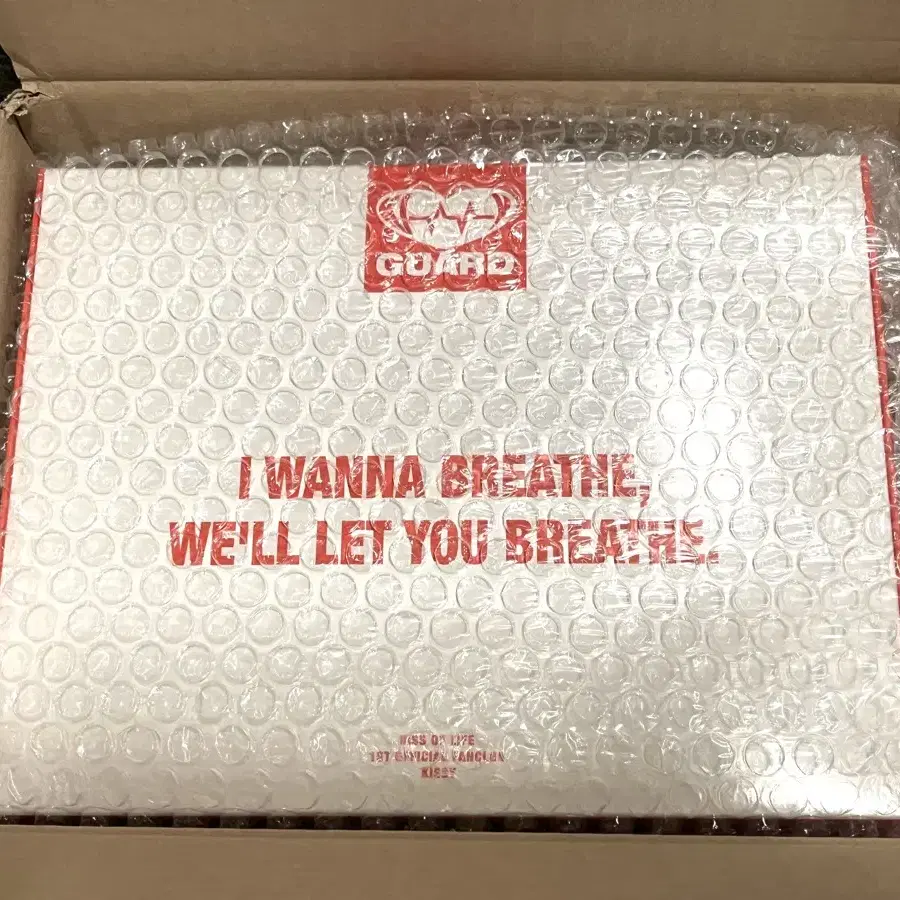 GUARD
I WANNA BREATHE,
WE'LL LET YOU BREATHE.
KISS OF LIFE
1ST OFFICIAL FANCLUB
KISSY